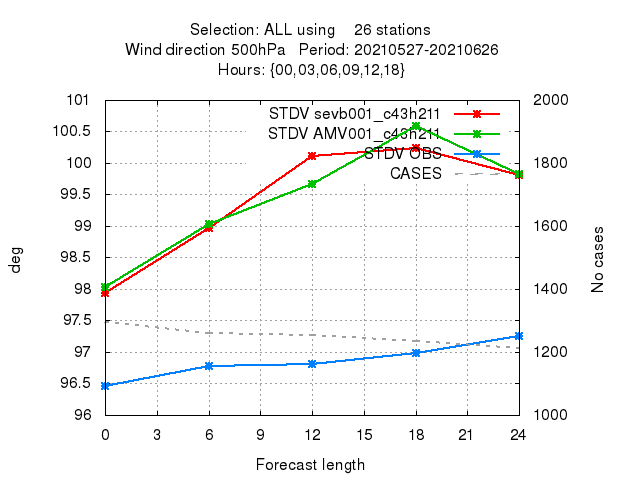 Selection: ALL using    26 stations
Wind direction 500hPa   Period: 20210527-20210626
Hours: {00,03,06,09,12,18}
STDV sevb001_c43h211
STDV AMV001_c43h211
STDV OBS
CASES
deg
101
100.5
100
99.5
99
98.5
98
97.5
97
96.5
96
2000
1800
1600
1400
1200
1000
No cases
0 3 6 9 12 15 18 21 24
Forecast length